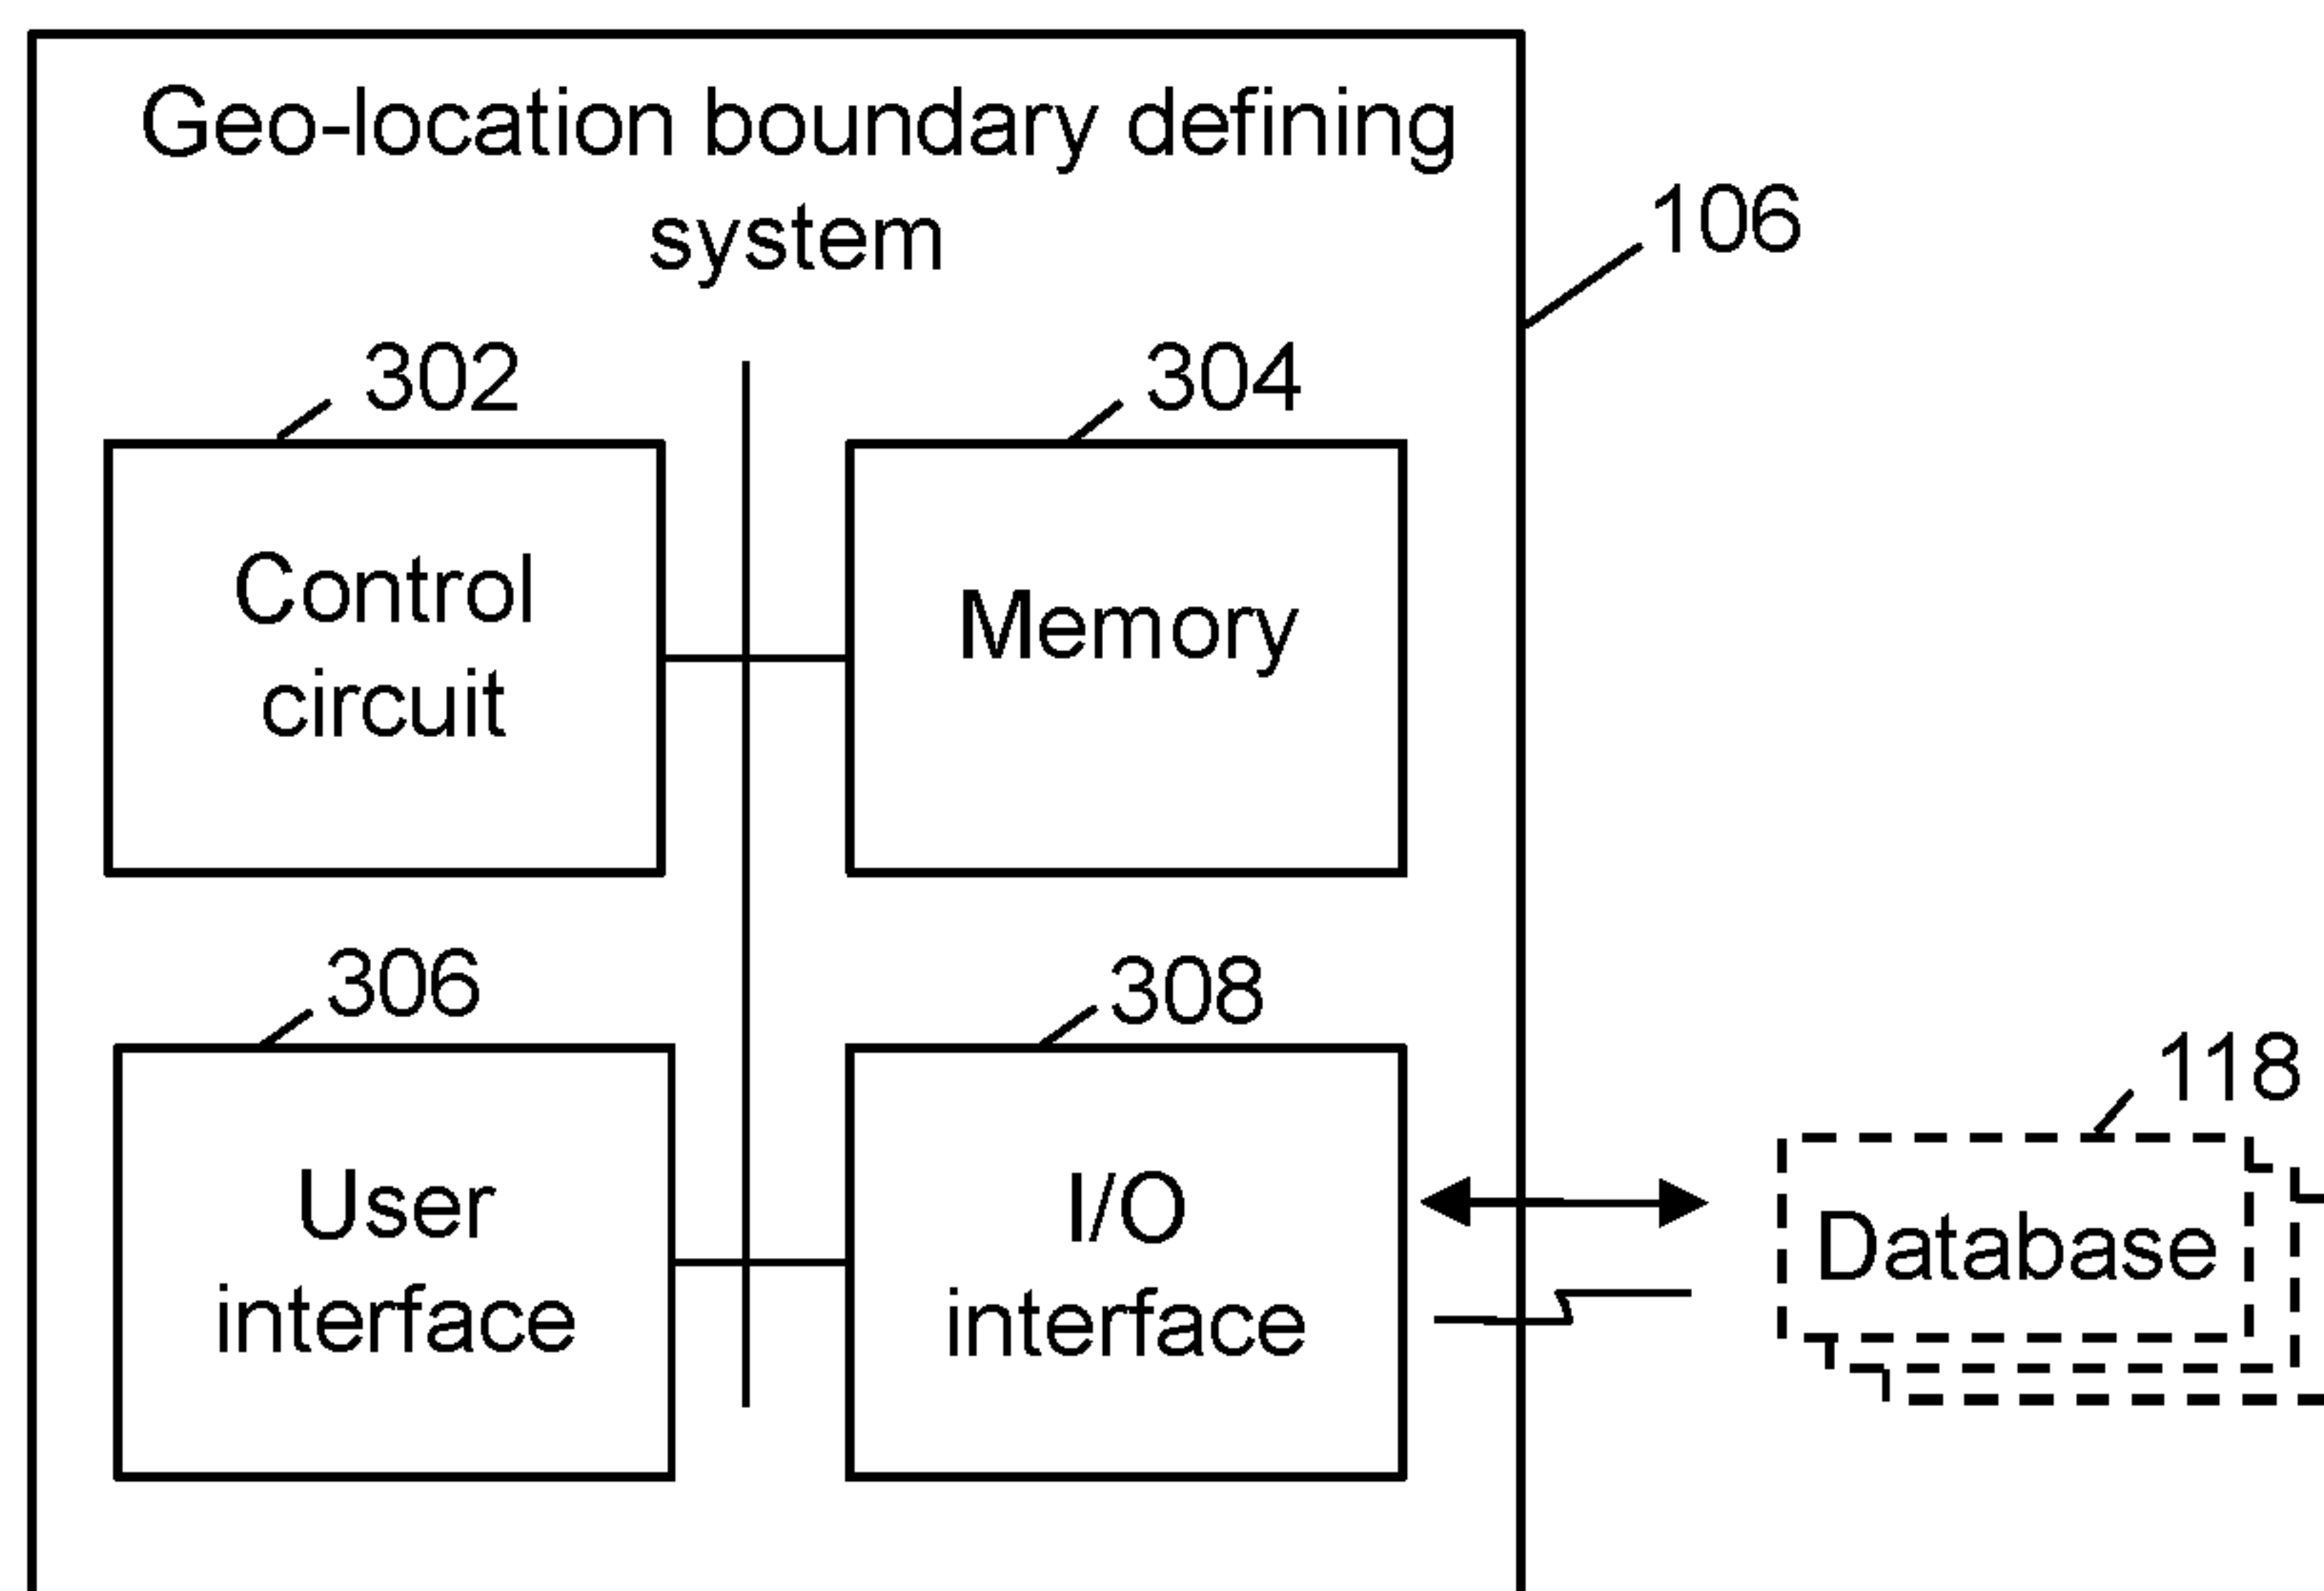 Geo-location boundary defining
system
106
302
304
Control
circuit
Memory
306
308
118
User
interface
I/O
interface
Database